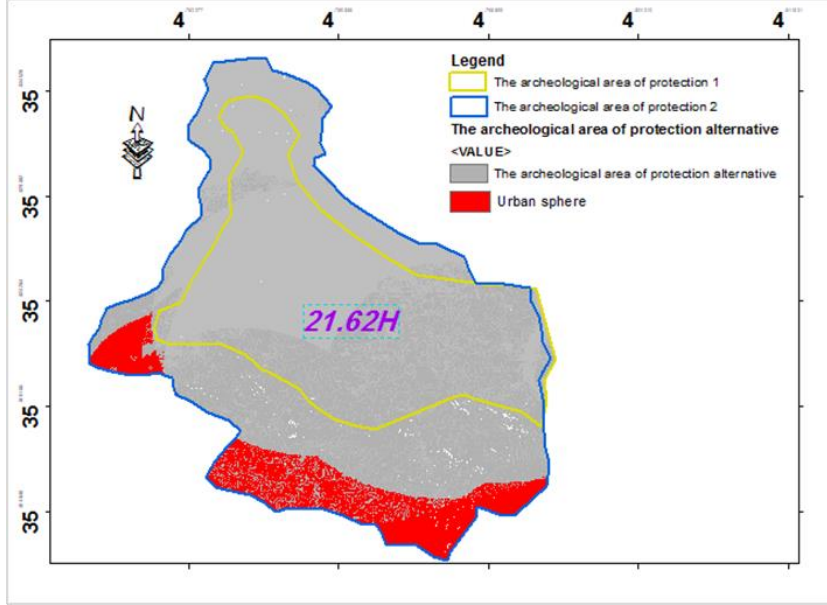 4 4 4 4 4
Legend
The archeological area of protection 1
The archeological area of protection 2
The archeological area of protection alternative
<VALUE>
The archeological area of protection alternative
Urban sphere
N
35
35
35
35
35
21.62H